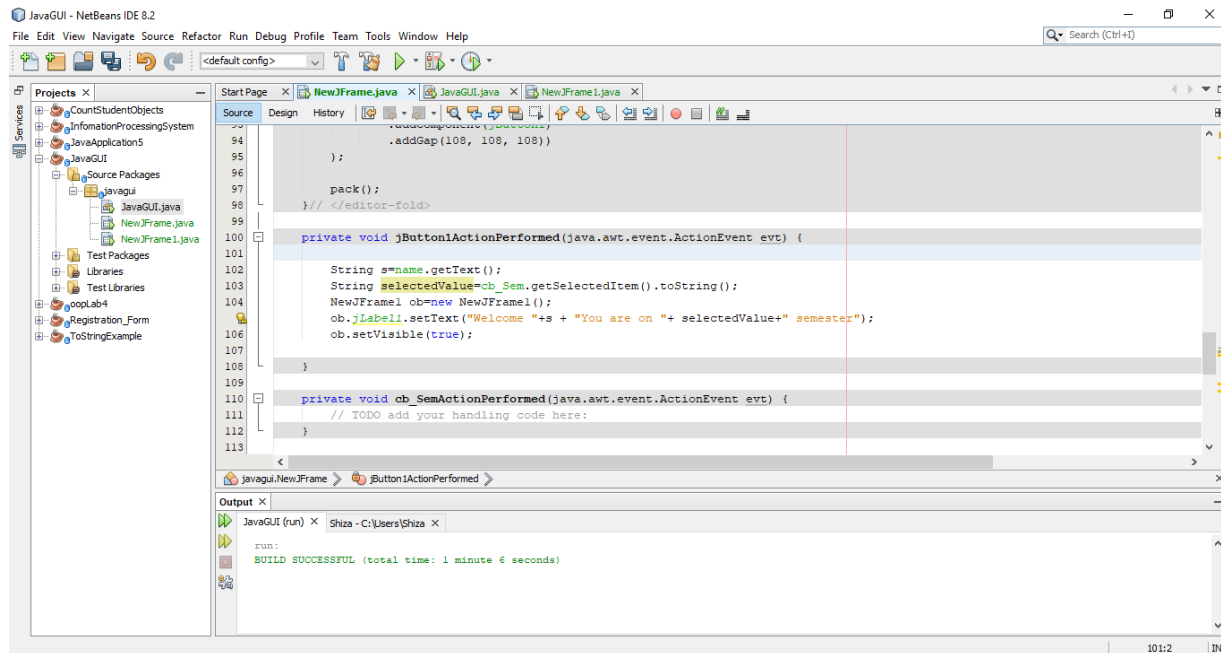 JavaGUI - NetBeans IDE 8.2
File Edit View Navigate Source Refactor Run Debug Profile Team Tools Window Help
Search (Ctrl+I)
<default config>
Projects
Services
CountStudentObjects
InfomationProcessingSystem
JavaApplication5
JavaGUI
Source Packages
javagui
JavaGUI.java
NewJFrame.java
NewJFrame1.java
Test Packages
Libraries
Test Libraries
oopLab4
Registration_Form
ToStringExample
Start Page NewJFrame.java JavaGUI.java NewJFrame1.java
Source Design History
93 .addComponent(jButton1)
94 .addGap(108, 108, 108))
95 );
96
97 pack();
98 }// </editor-fold>
99
100 private void jButton1ActionPerformed(java.awt.event.ActionEvent evt) {
101
102 String s=name.getText();
103 String selectedValue=cb_Sem.getSelectedItem().toString();
104 NewJFrame1 ob=new NewJFrame1();
ob.jLabel1.setText("Welcome "+s + "You are on "+ selectedValue+" semester");
106 ob.setVisible(true);
107
108 }
109
110 private void cb_SemActionPerformed(java.awt.event.ActionEvent evt) {
111 // TODO add your handling code here:
112 }
113
javagui.NewJFrame jButton1ActionPerformed
Output
JavaGUI (run) Shiza - C:\Users\Shiza
run:
BUILD SUCCESSFUL (total time: 1 minute 6 seconds)
101:2 IN